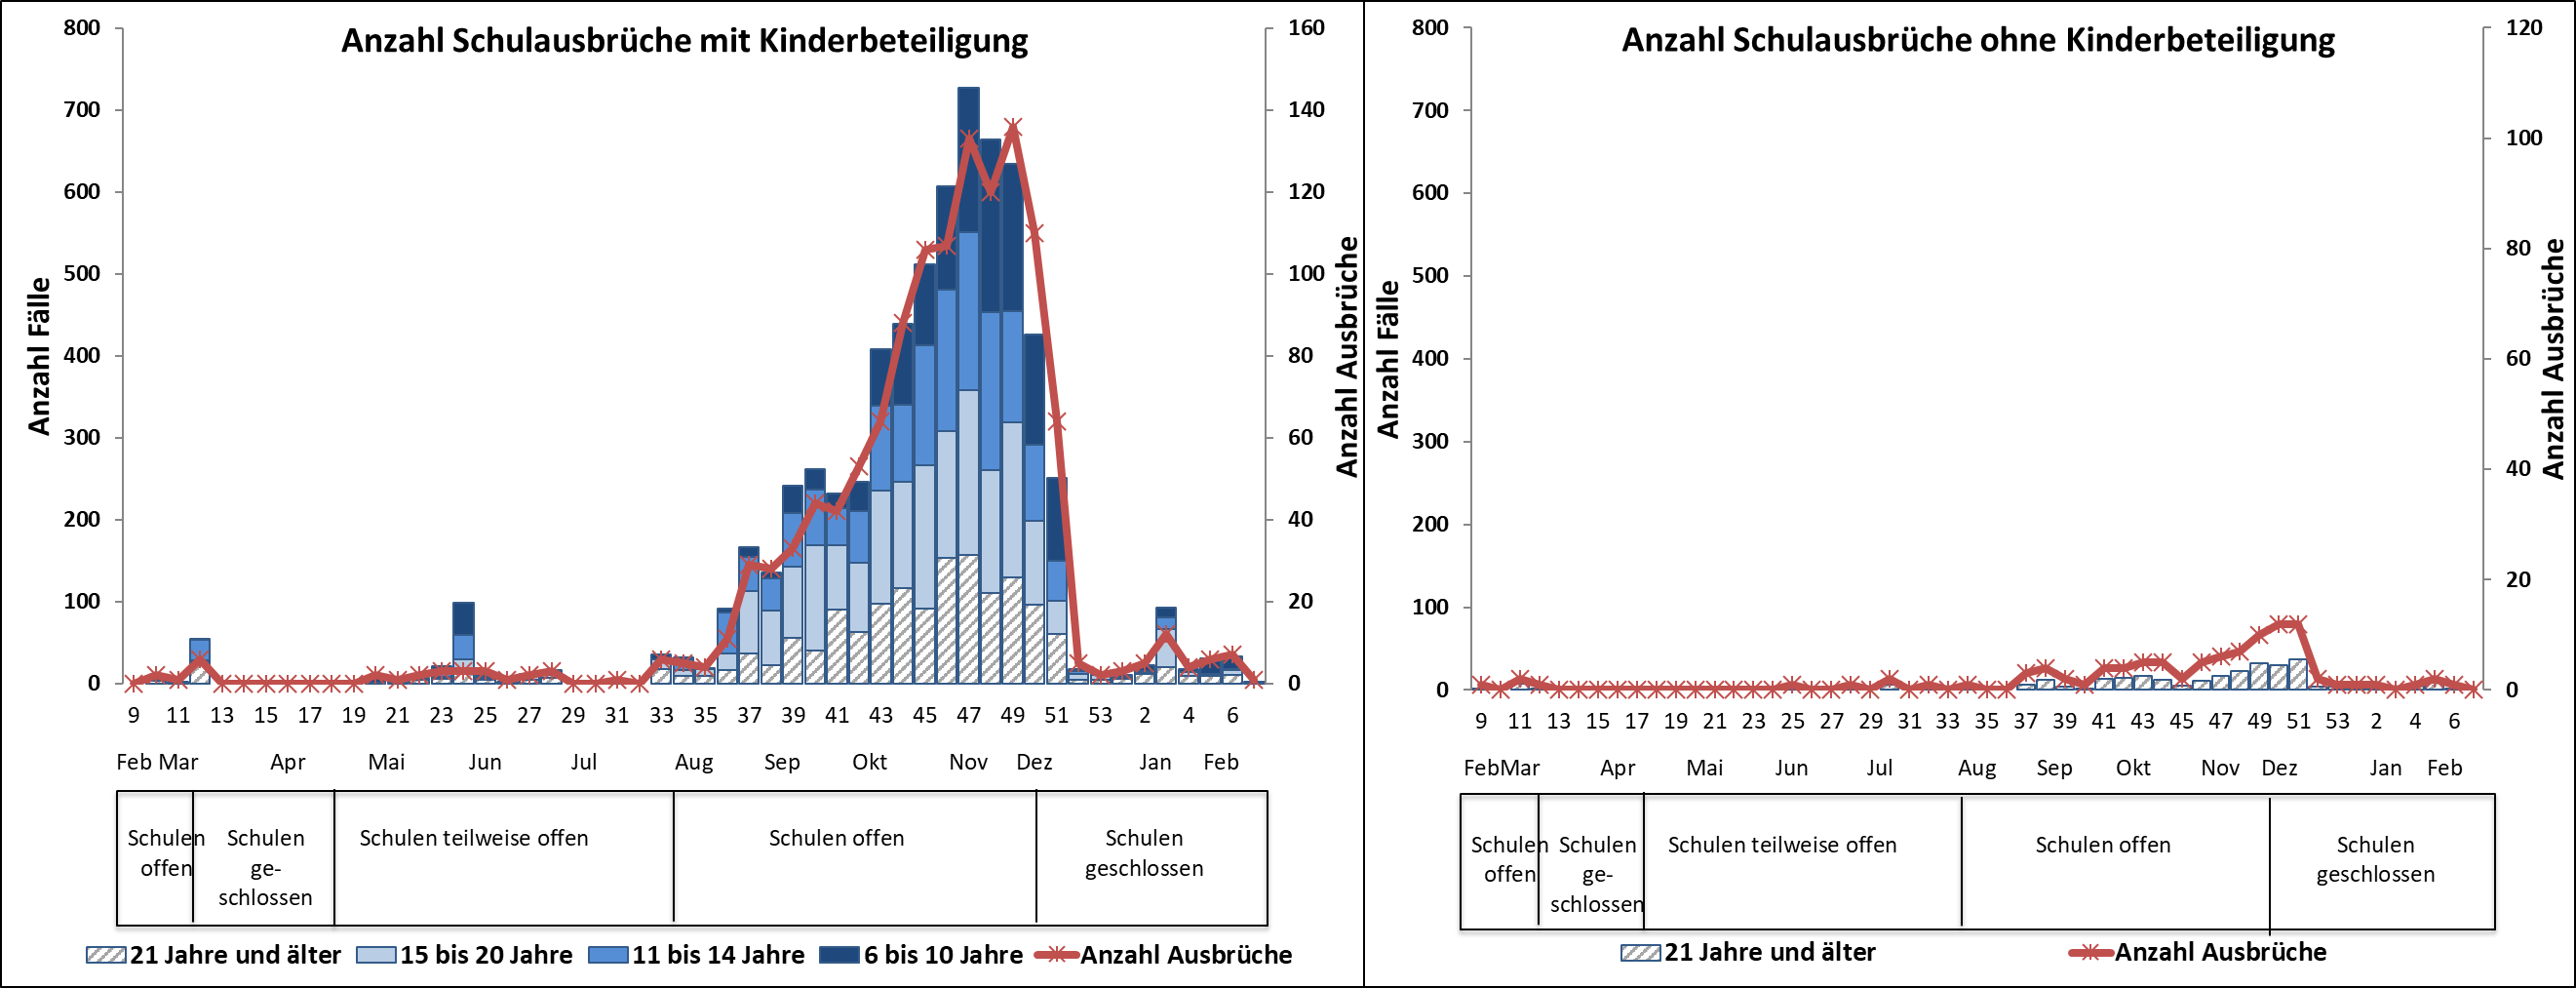 Anzahl Schulausbrüche mit Kinderbeteiligung
Anzahl Fälle
800
700
600
500
400
300
200
100
0
160
140
120
100
80
60
40
20
0
Anzahl Ausbrüche
9 11 13 15 17 19 21 23 25 27 29 31 33 35 37 39 41 43 45 47 49 51 53 2 4 6
Feb Mar Apr Mai Jun Jul Aug Sep Okt Nov Dez Jan Feb
Schulen
offen
Schulen
ge-
schlossen
Schulen teilweise offen
Schulen offen
Schulen
geschlossen
21 Jahre und älter 15 bis 20 Jahre 11 bis 14 Jahre 6 bis 10 Jahre Anzahl Ausbrüche
Anzahl Schulausbrüche ohne Kinderbeteiligung
Anzahl Fälle
800
700
600
500
400
300
200
100
0
120
100
80
60
40
20
0
Anzahl Ausbrüche
9 11 13 15 17 19 21 23 25 27 29 31 33 35 37 39 41 43 45 47 49 51 53 2 4 6
Feb Mar Apr Mai Jun Jul Aug Sep Okt Nov Dez Jan Feb
Schulen
offen
Schulen
ge-
schlossen
Schulen teilweise offen
Schulen offen
Schulen
geschlossen
21 Jahre und älter Anzahl Ausbrüche